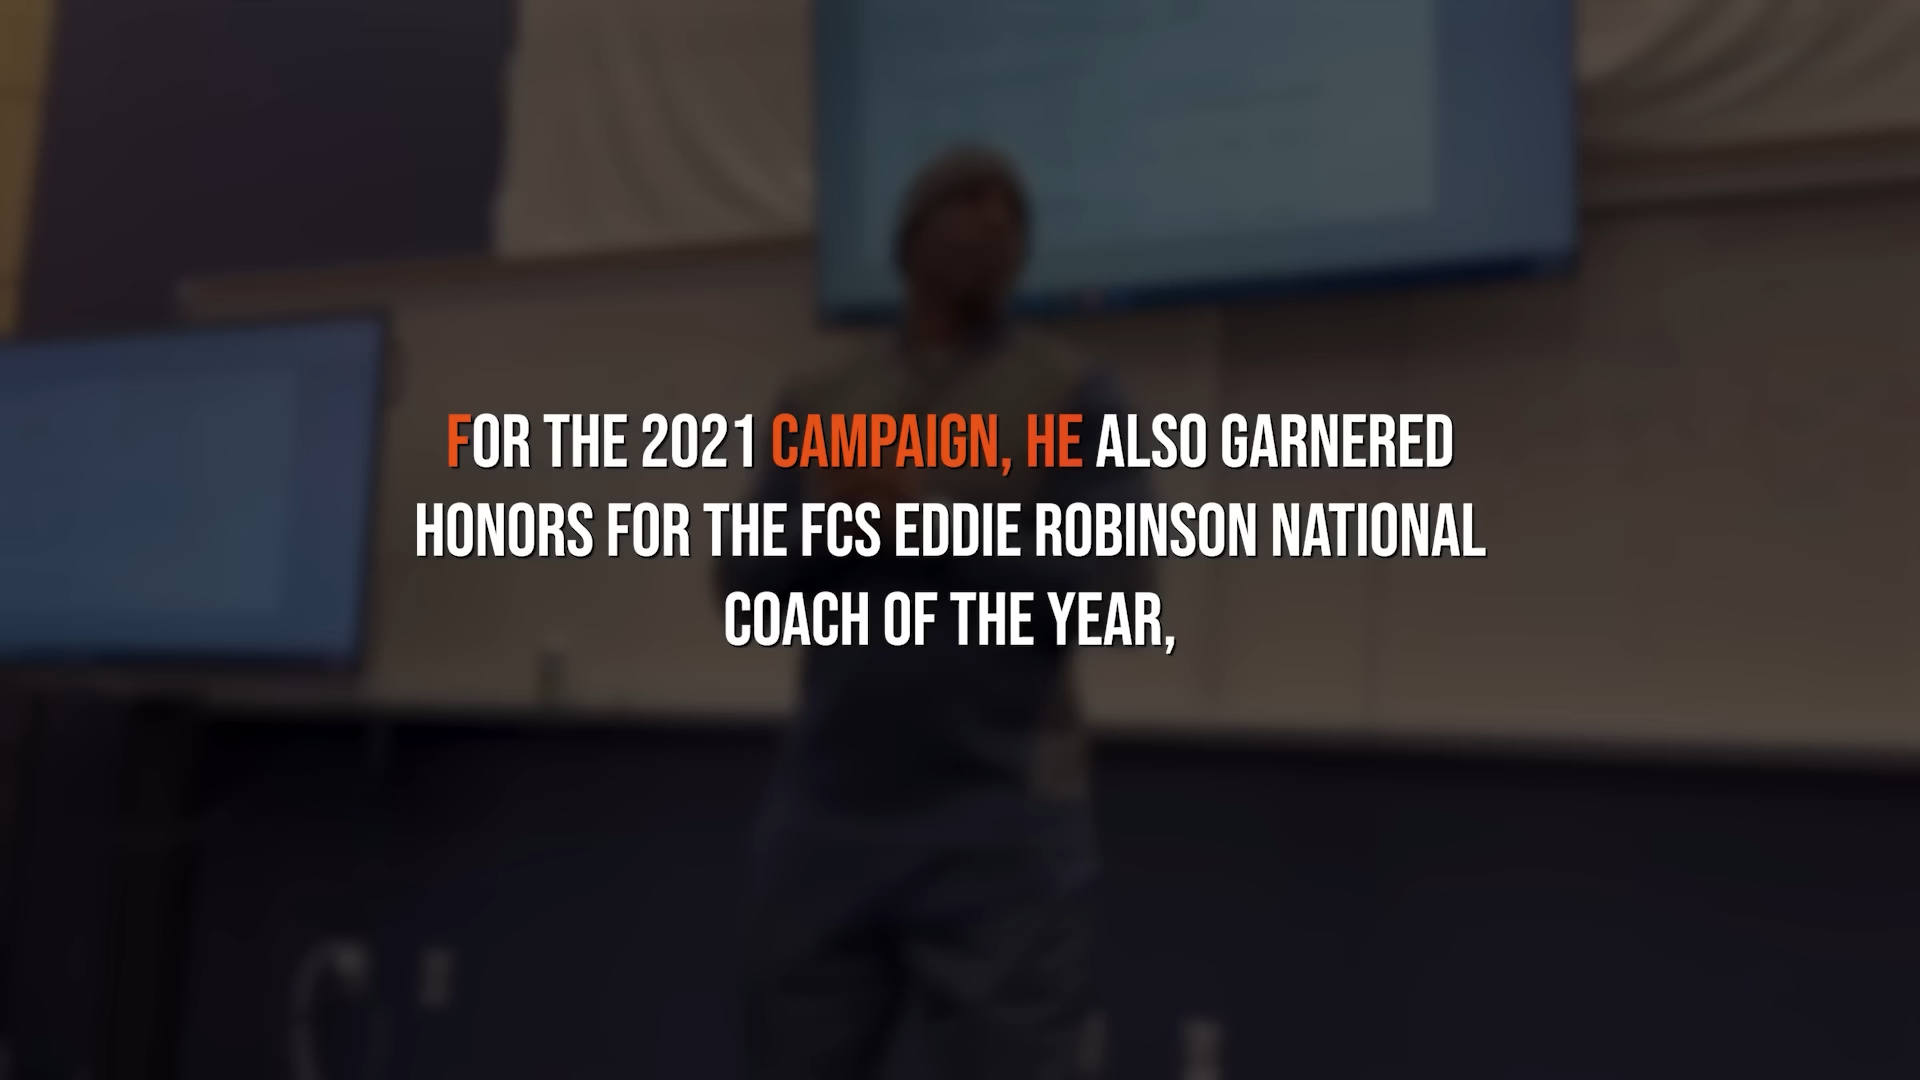 FOR THE 2021 CAMPAIGN, HE ALSO GARNERED
HONORS FOR THE FCS EDDIE ROBINSON NATIONAL
COACH OF THE YEAR,